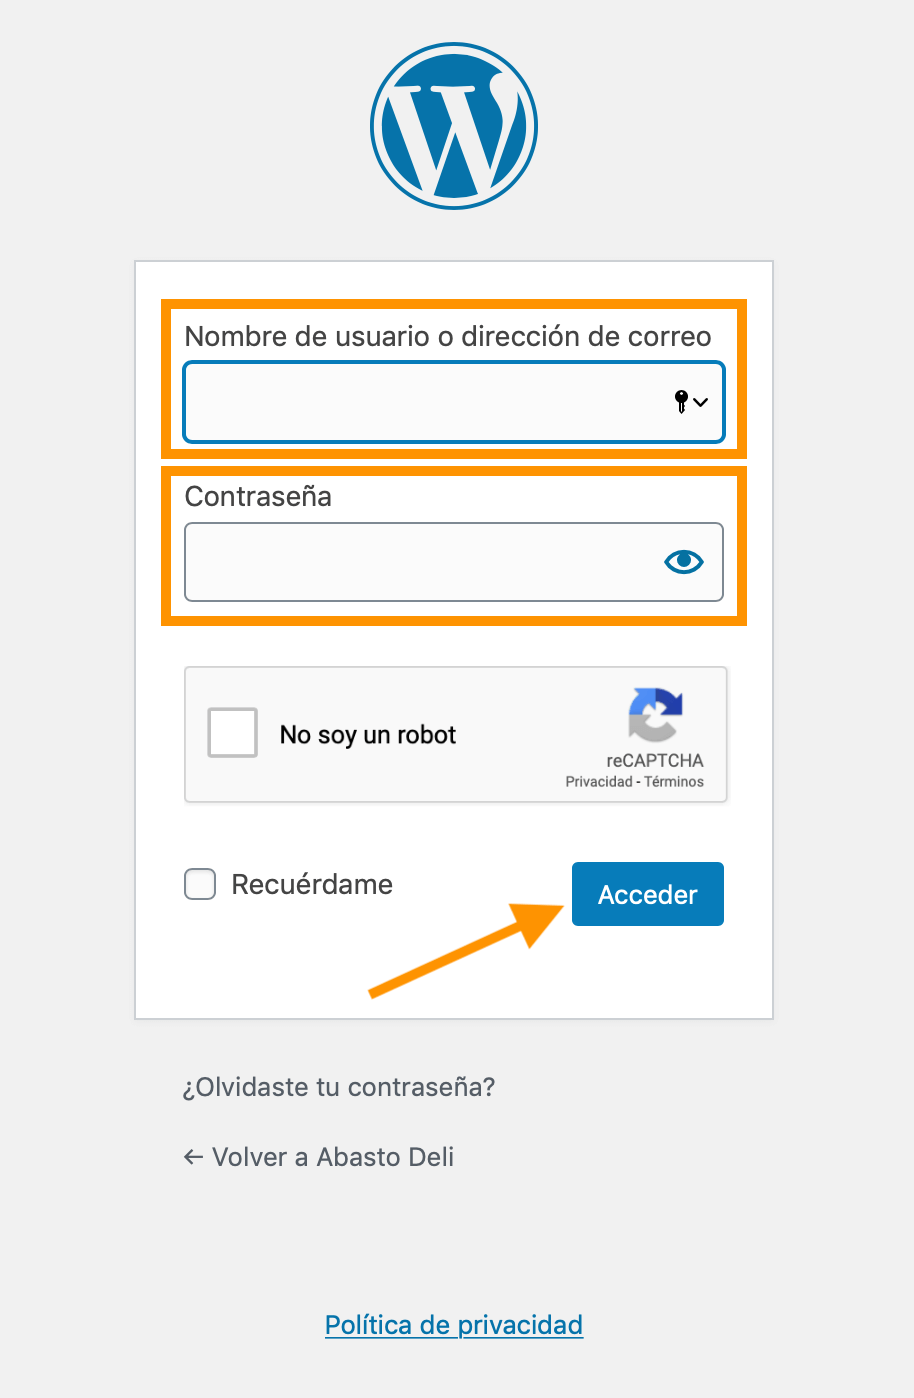 Nombre de usuario o dirección de correo
Contraseña
No soy un robot
reCAPTCHA
Privacidad - Términos
Recuérdame
Acceder
¿Olvidaste tu contraseña?
← Volver a Abasto Deli
Política de privacidad